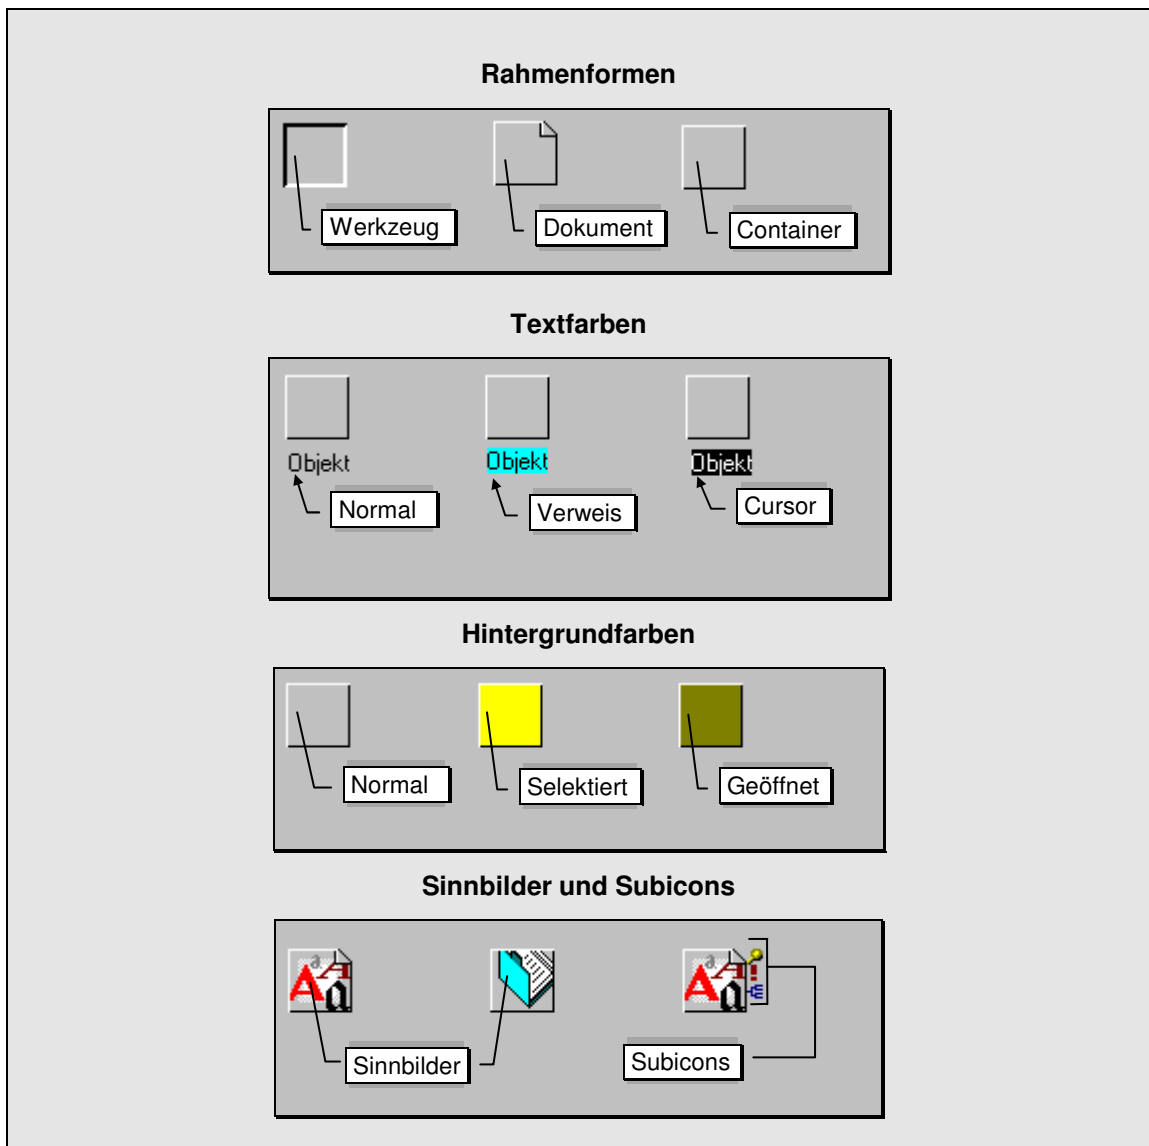 Rahmenformen
Werkzeug
Dokument
Container
Textfarben
Objekt
Objekt
Objekt
Normal
Verweis
Cursor
Hintergrundfarben
Normal
Selektiert
Geöffnet
Sinnbilder und Subicons
Sinnbilder
Subicons